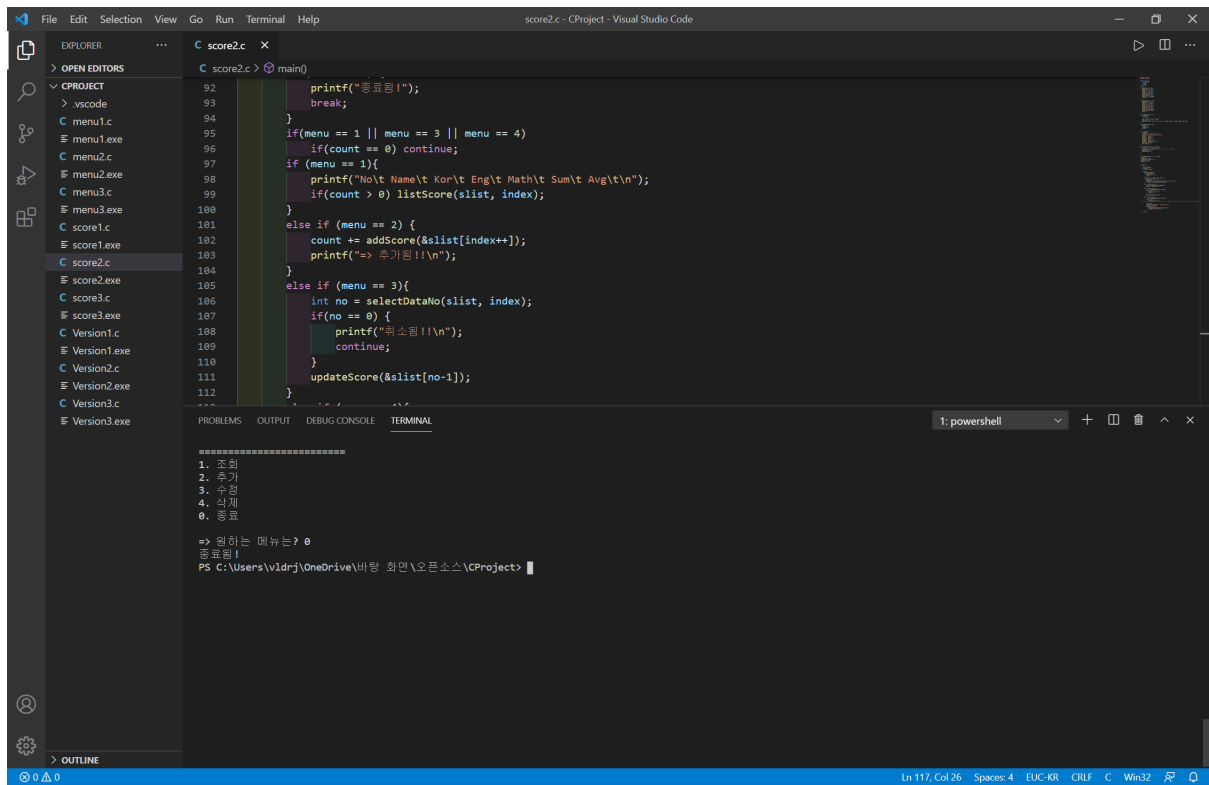 File Edit Selection View Go Run Terminal Help score2.c - CProject - Visual Studio Code
EXPLORER
OPEN EDITORS
CPROJECT
.vscode
menu1.c
menu1.exe
menu2.c
menu2.exe
menu3.c
menu3.exe
score1.c
score1.exe
score2.c
score2.exe
score3.c
score3.exe
Version1.c
Version1.exe
Version2.c
Version2.exe
Version3.c
Version3.exe
OUTLINE
C score2.c
C score2.c > main()
92 printf("종료됨!");
93 break;
94 }
95 if(menu == 1 || menu == 3 || menu == 4)
96 if(count == 0) continue;
97 if (menu == 1){
98 printf("No\t Name\t Kor\t Eng\t Math\t Sum\t Avg\t\n");
99 if(count > 0) listScore(slist, index);
100 }
101 else if (menu == 2) {
102 count += addScore(&slist[index++]);
103 printf("=> 추가됨!!\n");
104 }
105 else if (menu == 3){
106 int no = selectDataNo(slist, index);
107 if(no == 0) {
108 printf("취소됨!!\n");
109 continue;
110 }
111 updateScore(&slist[no-1]);
112 }
PROBLEMS OUTPUT DEBUG CONSOLE TERMINAL 1: powershell
=========================
1. 조회
2. 추가
3. 수정
4. 삭제
0. 종료
=> 원하는 메뉴는? 0
종료됨!
PS C:\Users\vldrj\OneDrive\바탕 화면\오픈소스\CProject>
0 0 Ln 117, Col 26 Spaces: 4 EUC-KR CRLF C Win32